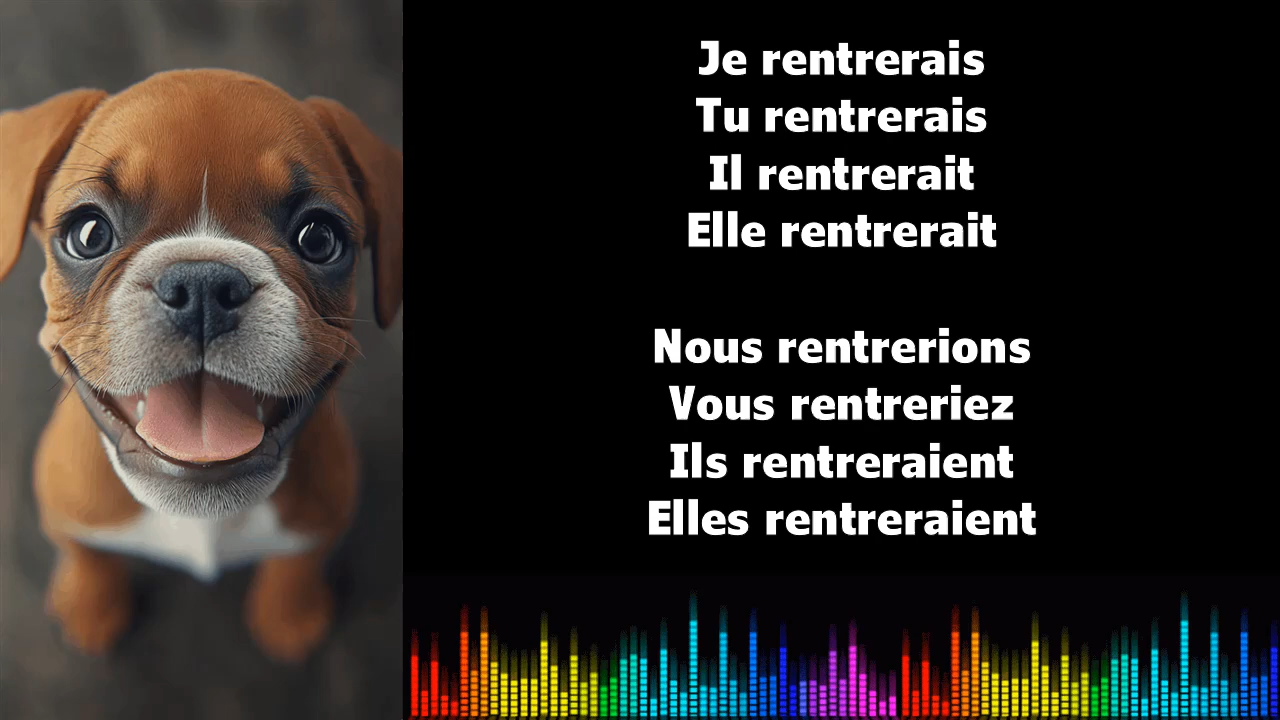 Je rentrerais
Tu rentrerais
Il rentrerait
Elle rentrerait
Nous rentrerions
Vous rentreriez
Ils rentreraient
Elles rentreraient